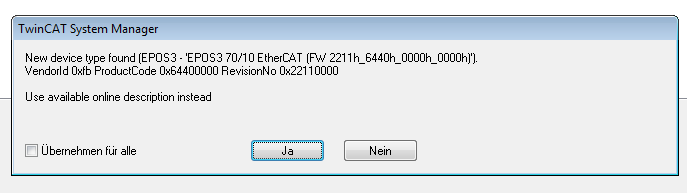 TwinCAT System Manager
New device type found (EPOS3 - 'EPOS3 70/10 EtherCAT (FW 2211h_6440h_0000h_0000h)').
VendorId 0xfb ProductCode 0x64400000 RevisionNo 0x22110000
Use available online description instead
Übernehmen für alle
Ja
Nein